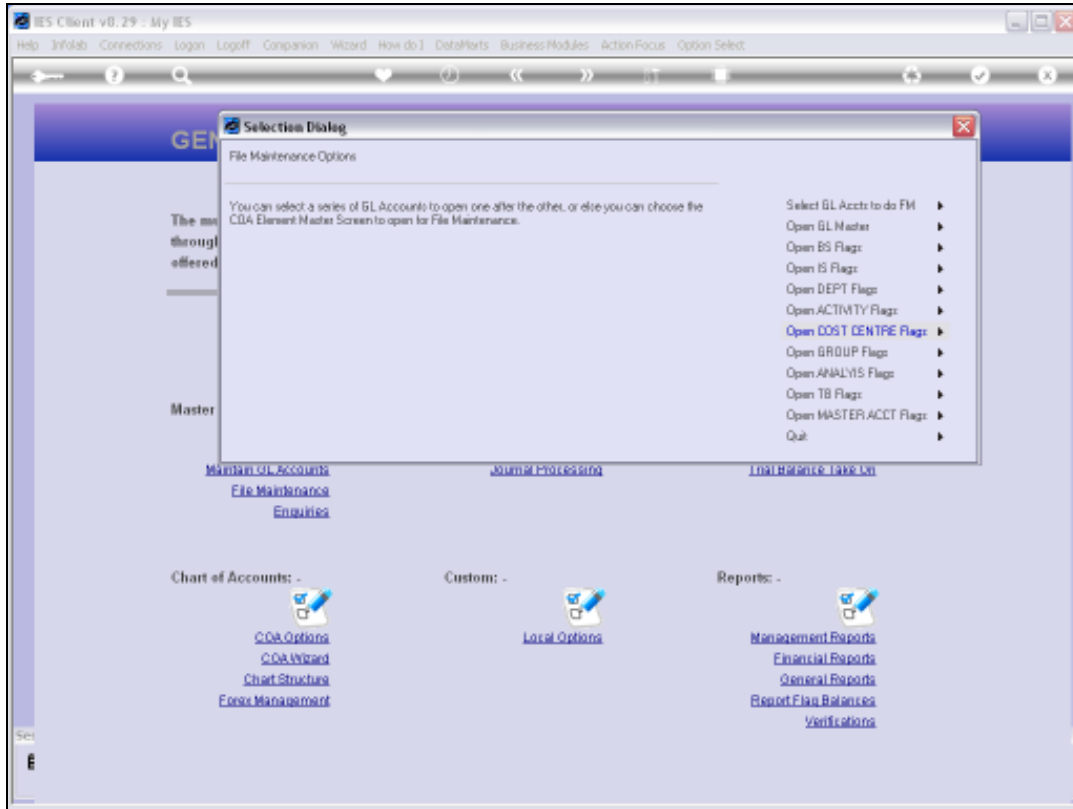 IES Client v8.29 : My IES
Help Infolab Connections Logon Logoff Companion Wizard How do I DataMarts Business Modules Action Focus Option Select
GEN
Selection Dialog
File Maintenance Options
You can select a series of GL Accounts to open one after the other, or else you can choose the
COA Element Master Screen to open for File Maintenance.
Select GL Accts to do FM
Open GL Master
Open BS Flags
Open IS Flags
Open DEPT Flags
Open ACTIVITY Flags
Open COST CENTRE Flags
Open GROUP Flags
Open ANALYIS Flags
Open TB Flags
Open MASTER ACCT Flags
Quit
The
through
offered
Master
Maintain GL Accounts
File Maintenance
Enquiries
Journal Processing
Trial Balance Take On
Chart of Accounts: -
COA Options
COA Wizard
Chart Structure
Forex Management
Custom: -
Local Options
Reports: -
Management Reports
Financial Reports
General Reports
Report Flag Balances
Verifications